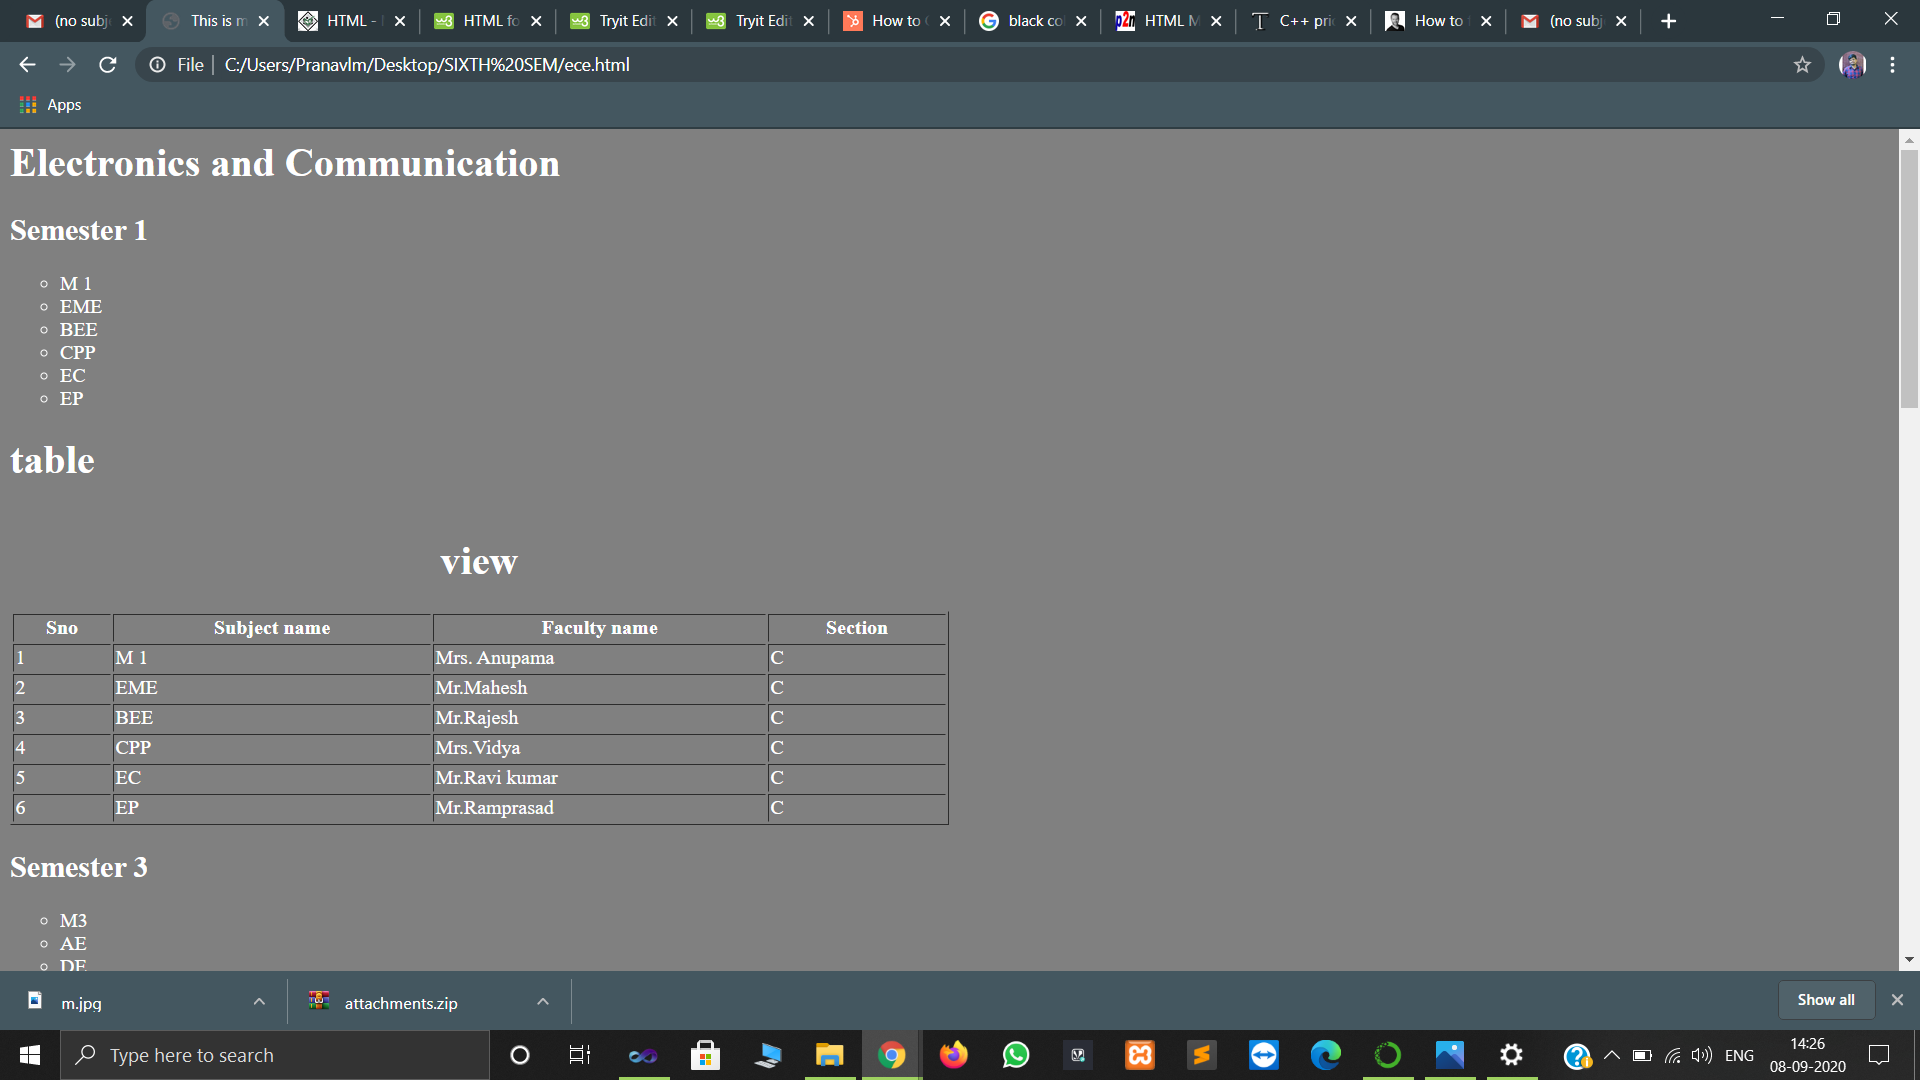 (no subj
This is m
HTML -
HTML fo
Tryit Edit
Tryit Edit
How to
black co
HTML M
C++ pri
How to
(no subj
File
C:/Users/Pranavlm/Desktop/SIXTH%20SEM/ece.html
Apps
Electronics and Communication
Semester 1
M 1
EME
BEE
CPP
EC
EP
table
view
Sno Subject name Faculty name Section
1 M 1 Mrs. Anupama C
2 EME Mr.Mahesh C
3 BEE Mr.Rajesh C
4 CPP Mrs.Vidya C
5 EC Mr.Ravi kumar C
6 EP Mr.Ramprasad C
Semester 3
M3
AE
DE
m.jpg
attachments.zip
Show all
Type here to search
ENG
14:26
08-09-2020